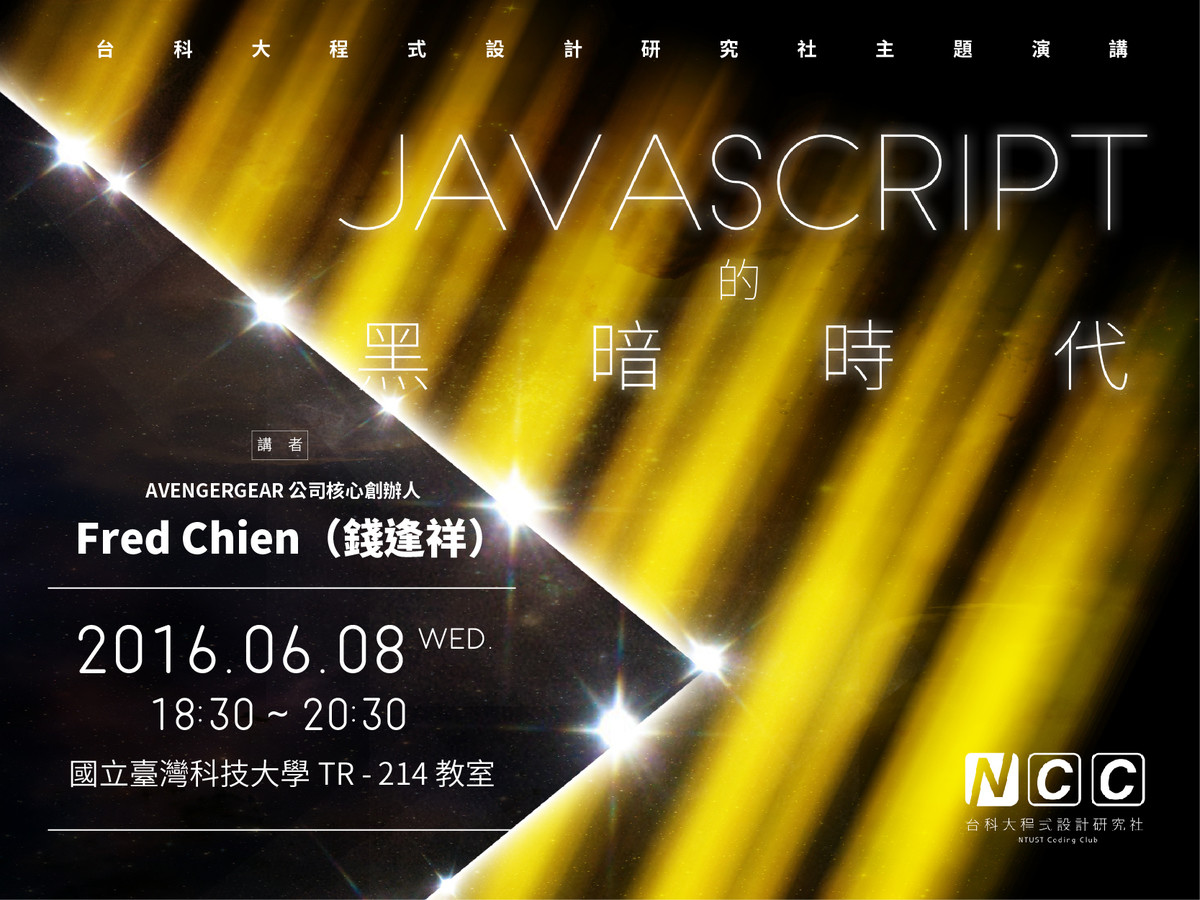 台科大程式設計研究社主題演講
JAVASCRIPT
的
黑暗時代
講者
AVENGERGEAR 公司核心創辦人
Fred Chien（錢逢祥）
2016.06.08 WED.
18:30 ~ 20:30
國立臺灣科技大學 TR - 214 教室
NCC
台科大程式設計研究社
NTUST Coding Club